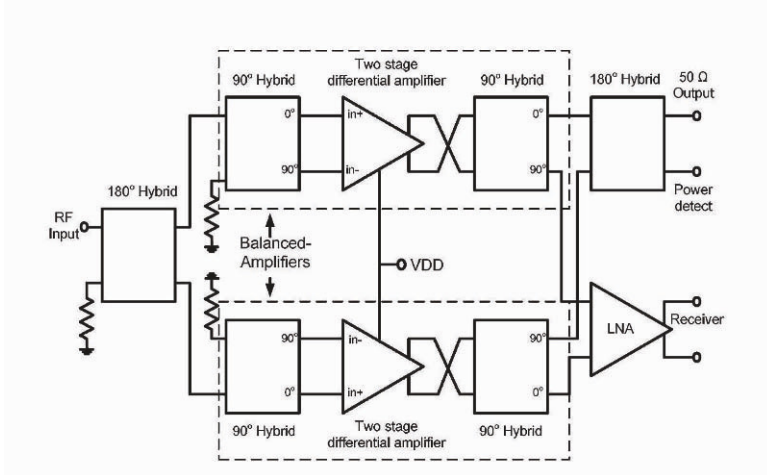 Two stage
differential amplifier
90° Hybrid
90° Hybrid
180° Hybrid
50 Ω
Output
0°
in+
0°
90°
in-
90°
Power
detect
180° Hybrid
RF
Input
Balanced-
Amplifiers
VDD
LNA
Receiver
90°
in-
90°
0°
in+
0°
90° Hybrid
Two stage
differential amplifier
90° Hybrid